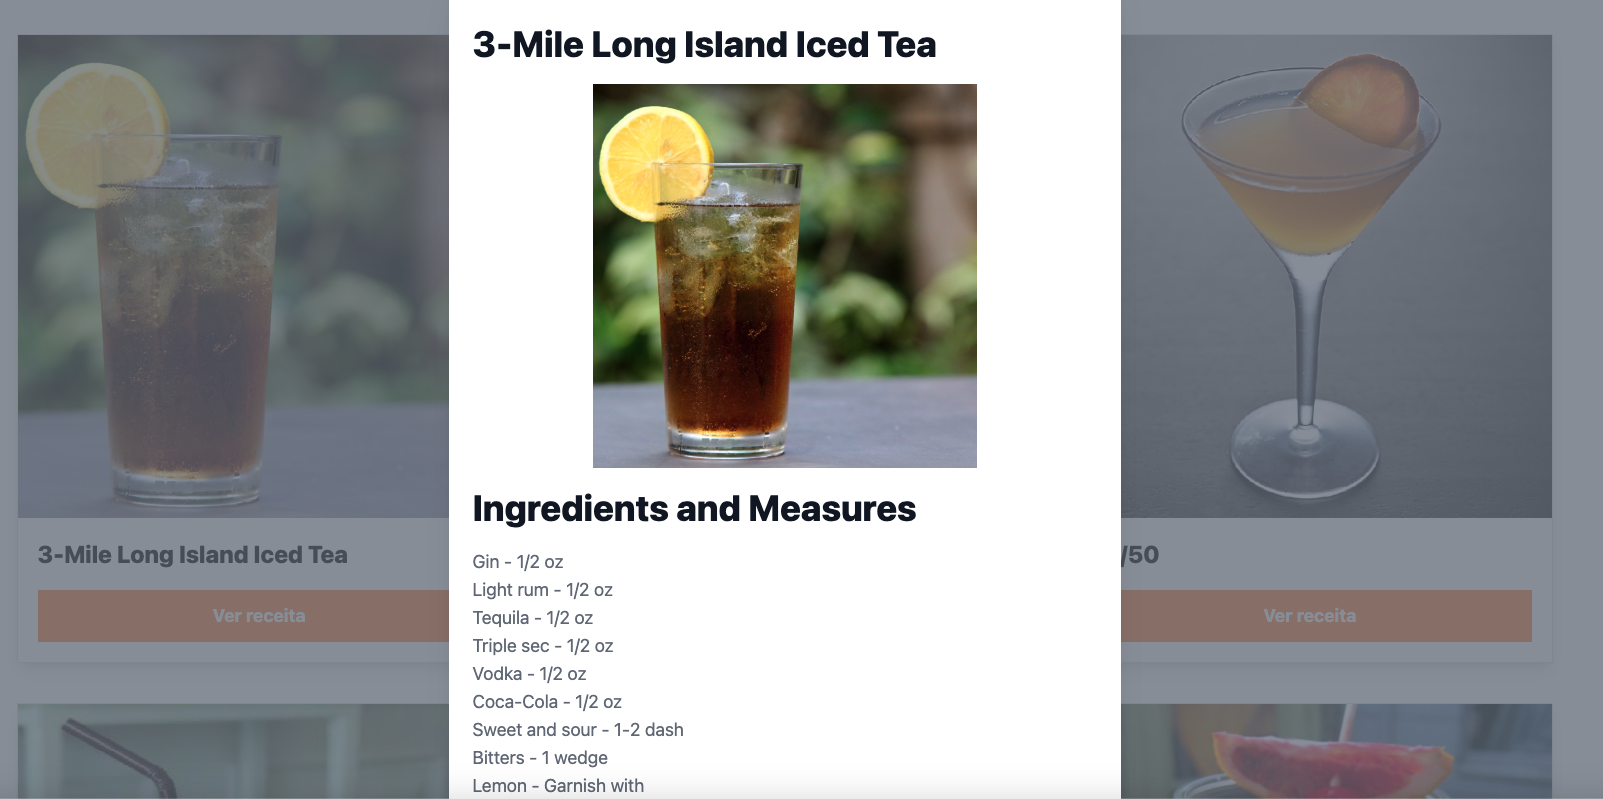 3-Mile Long Island Iced Tea
Ingredients and Measures
Gin - 1/2 oz
Light rum - 1/2 oz
Tequila - 1/2 oz
Triple sec - 1/2 oz
Vodka - 1/2 oz
Coca-Cola - 1/2 oz
Sweet and sour - 1-2 dash
Bitters - 1 wedge
Lemon - Garnish with
3-Mile Long Island Iced Tea
Ver receita
/50
Ver receita